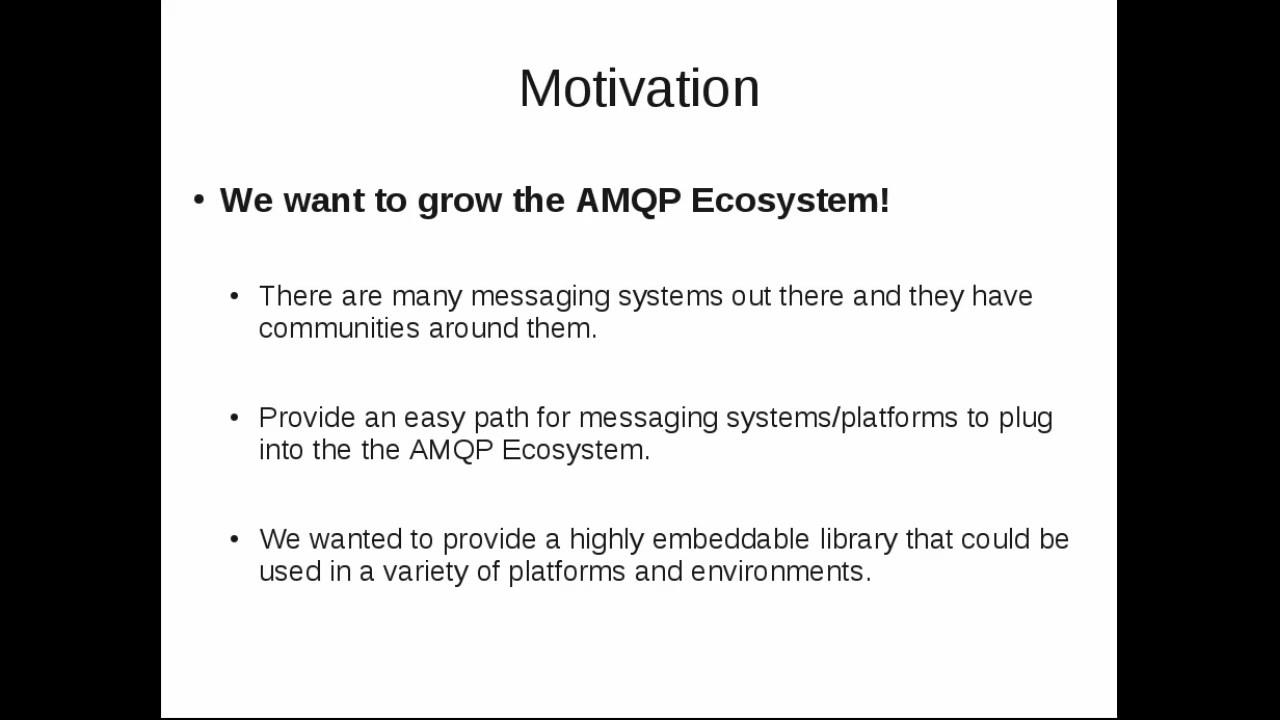 Motivation
• We want to grow the AMQP Ecosystem!
• There are many messaging systems out there and they have
communities around them.
• Provide an easy path for messaging systems/platforms to plug
into the the AMQP Ecosystem.
• We wanted to provide a highly embeddable library that could be
used in a variety of platforms and environments.